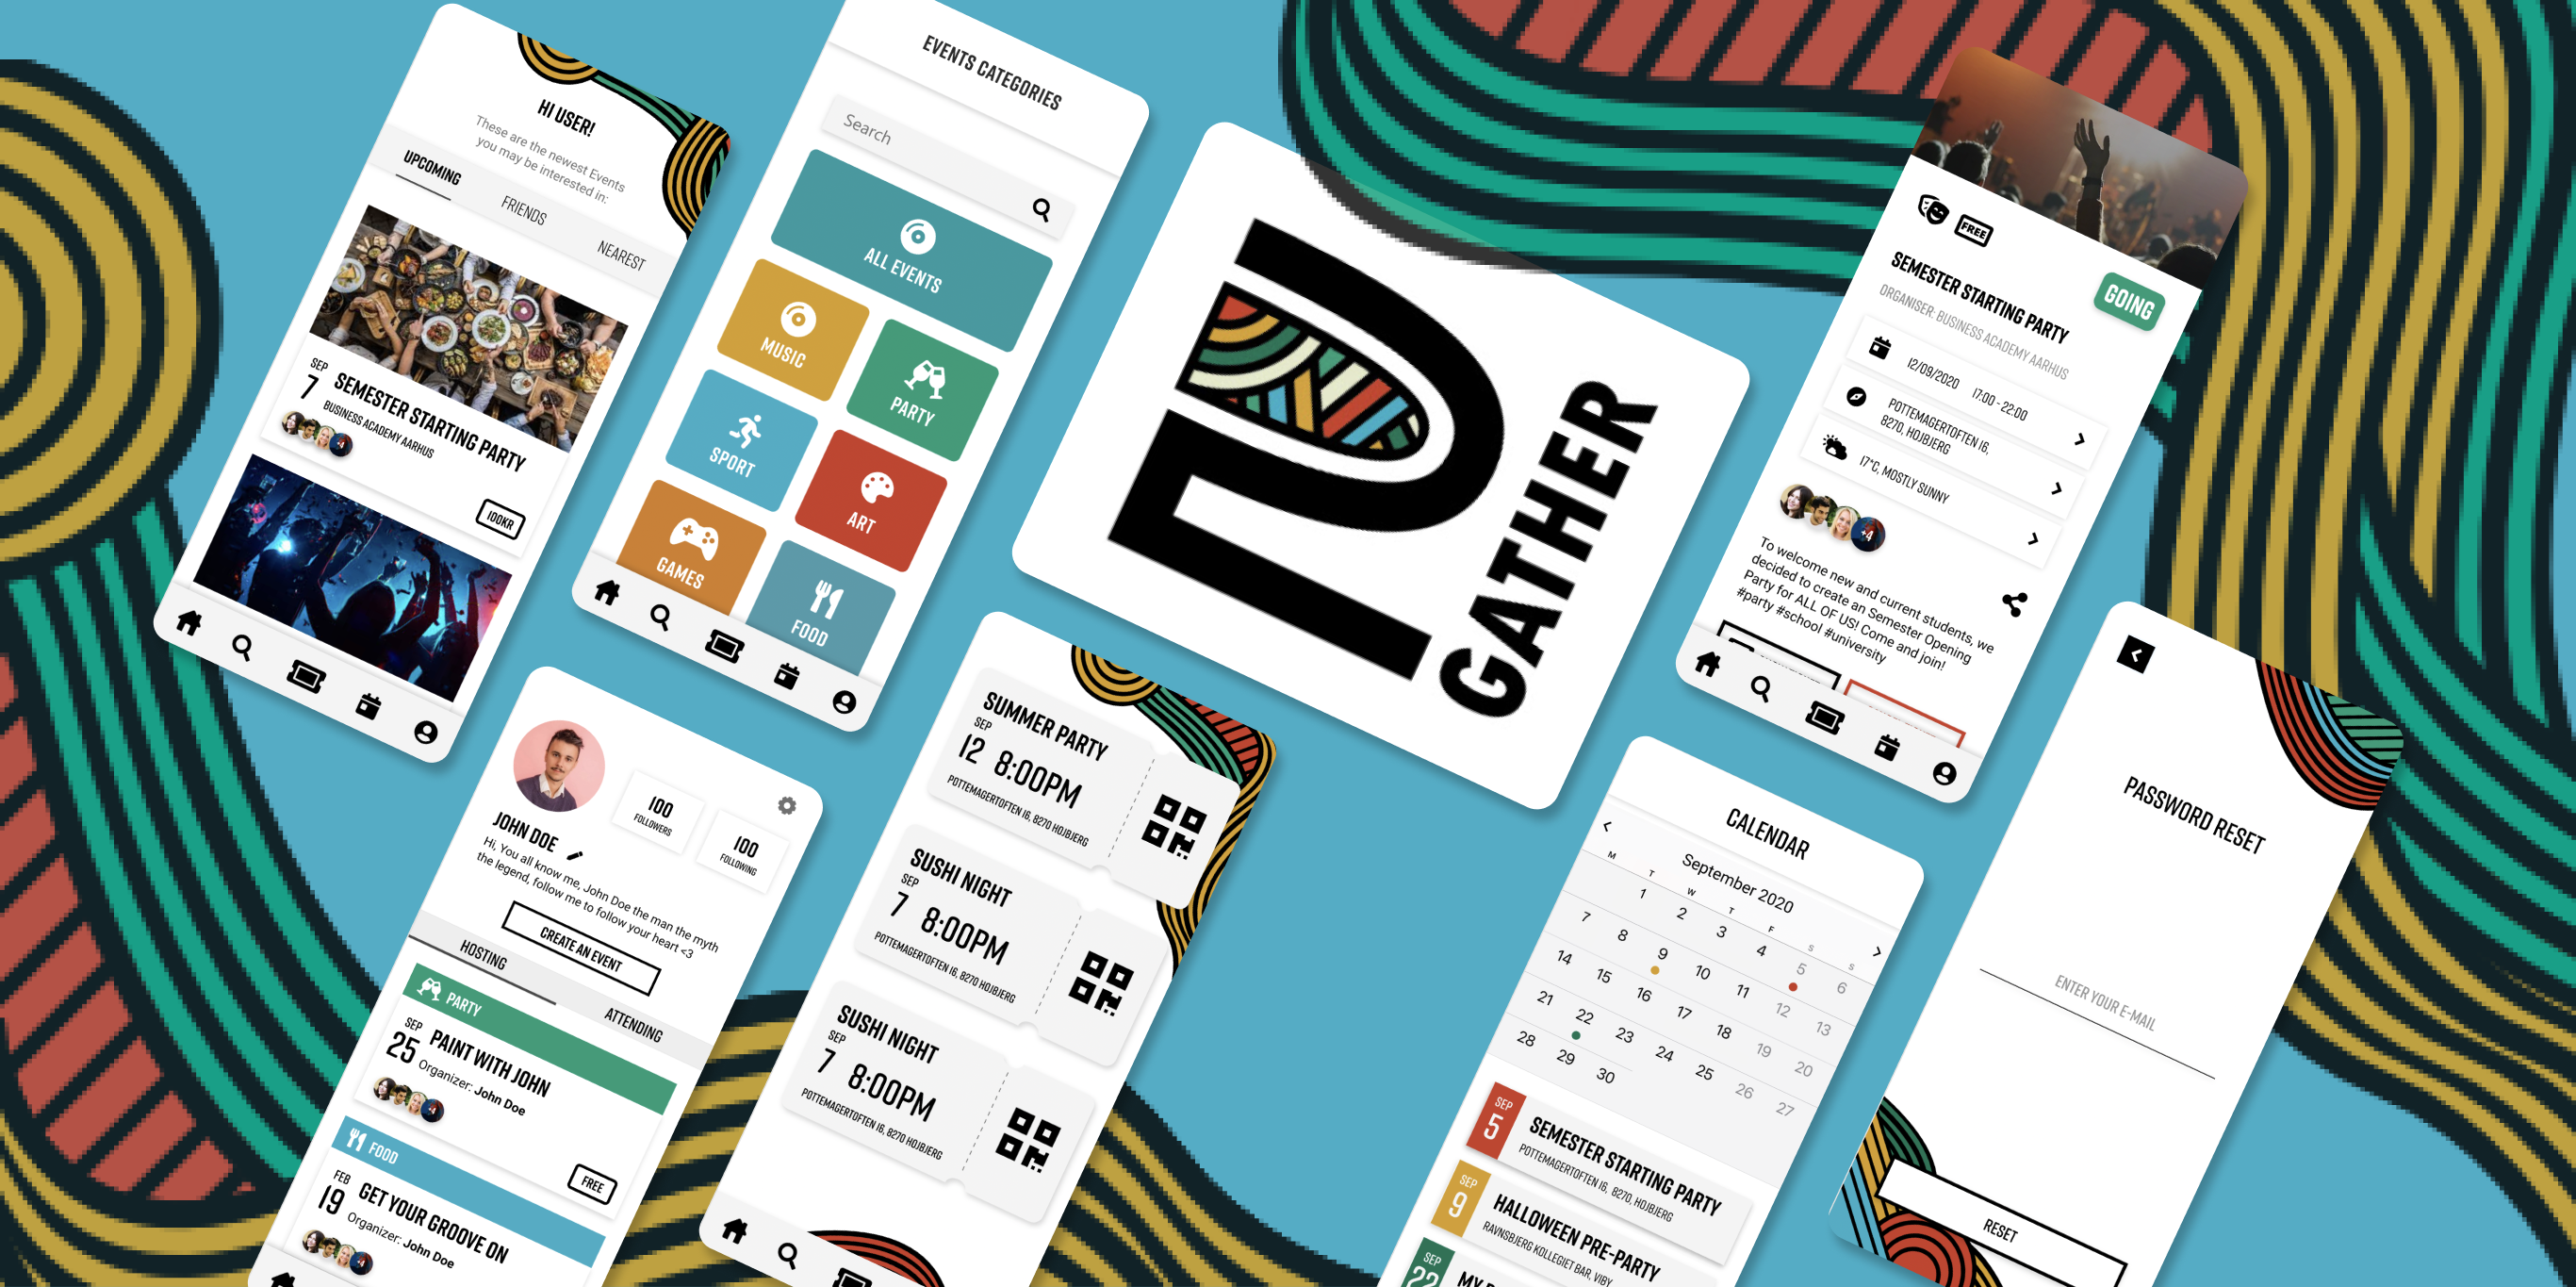 HI USER!
These are the newest Events
you may be interested in:
UPCOMING
FRIENDS
NEAREST
SEP
7
SEMESTER STARTING PARTY
BUSINESS ACADEMY AARHUS
+4
100KR
EVENTS CATEGORIES
Search
ALL EVENTS
MUSIC
PARTY
SPORT
ART
GAMES
FOOD
GATHER
FREE
SEMESTER STARTING PARTY
GOING
ORGANISER: BUSINESS ACADEMY AARHUS
12/09/2020 17:00 - 22:00
POTTEMAGERTOFTEN 16,
8270, HOJBJERG
17°C, MOSTLY SUNNY
+4
To welcome new and current students, we
decided to create an Semester Opening
Party for ALL OF US! Come and join!
#party #school #university
100
FOLLOWERS
100
FOLLOWING
JOHN DOE
Hi, You all know me, John Doe the man the myth
the legend, follow me to follow your heart <3
CREATE AN EVENT
HOSTING
ATTENDING
PARTY
SEP
25
PAINT WITH JOHN
Organizer: John Doe
+4
FREE
FOOD
FEB
19
GET YOUR GROOVE ON
Organizer: John Doe
+4
SUMMER PARTY
SEP
12 8:00PM
POTTEMAGERTOFTEN 16, 8270 HOJBJERG
SUSHI NIGHT
SEP
7 8:00PM
POTTEMAGERTOFTEN 16, 8270 HOJBJERG
SUSHI NIGHT
SEP
7 8:00PM
POTTEMAGERTOFTEN 16, 8270 HOJBJERG
CALENDAR
September 2020
M T W T F S S
1 2 3 4 5 6
7 8 9 10 11 12 13
14 15 16 17 18 19 20
21 22 23 24 25 26 27
28 29 30
SEP
5
SEMESTER STARTING PARTY
POTTEMAGERTOFTEN 16, 8270, HOJBJERG
SEP
9
HALLOWEEN PRE-PARTY
RAVNSBJERG KOLLEGIET BAR, VIBY
SEP
22
MY
PASSWORD RESET
ENTER YOUR E-MAIL
RESET